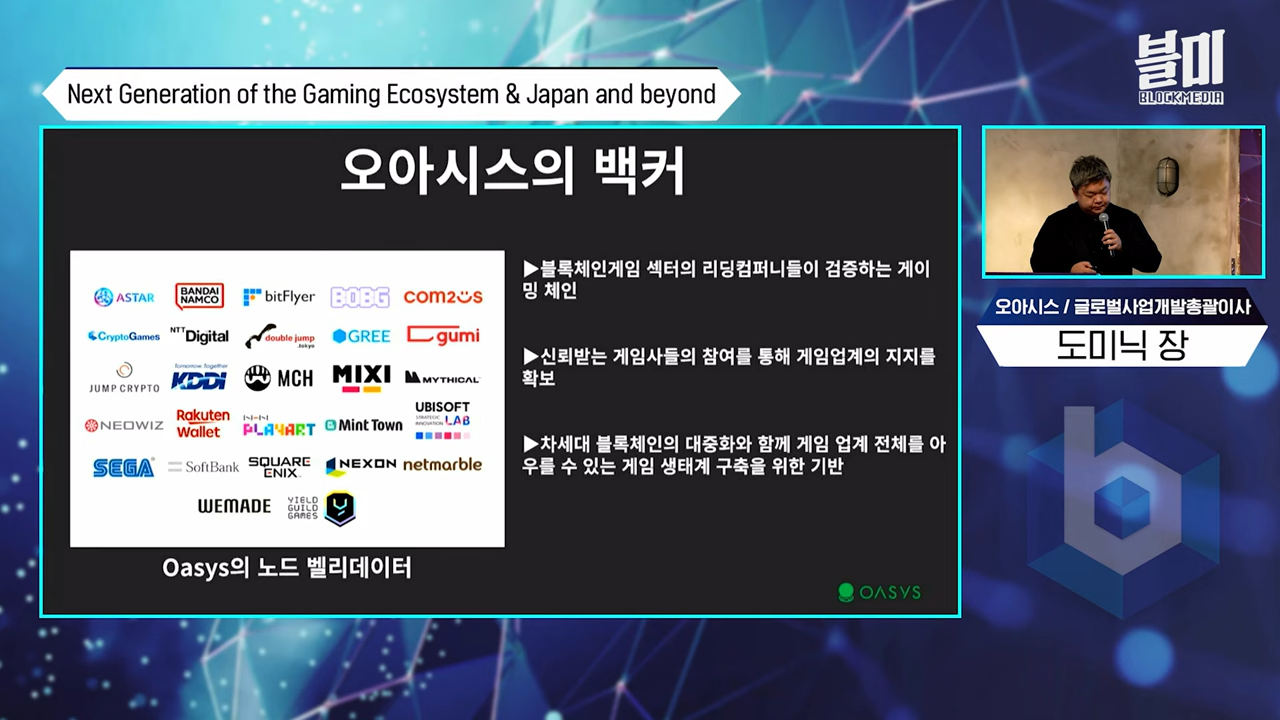 블미
BLOCKMEDIA
Next Generation of the Gaming Ecosystem & Japan and beyond
오아시스의 백커
ASTAR
BANDAI
NAMCO
bitFlyer
BOBG
COM2US
CryptoGames
NTT Digital
double jump
.tokyo
GREE
gumi
JUMP CRYPTO
Tomorrow Together
KDDI
MCH
MIXI
MYTHICAL
NEOWIZ
Rakuten
Wallet
NHN
PLAYART
Mint Town
UBISOFT
STRATEGIC
INNOVATION LAB
SEGA
SoftBank
SQUARE
ENIX
NEXON
netmarble
WEMADE
YIELD
GUILD
GAMES
Oasys의 노드 벨리데이터
▶블록체인게임 섹터의 리딩컴퍼니들이 검증하는 게이
밍 체인
▶신뢰받는 게임사들의 참여를 통해 게임업계의 지지를
확보
▶차세대 블록체인의 대중화와 함께 게임 업계 전체를 아
우를 수 있는 게임 생태계 구축을 위한 기반
OASYS
오아시스 / 글로벌사업개발총괄이사
도미닉 장